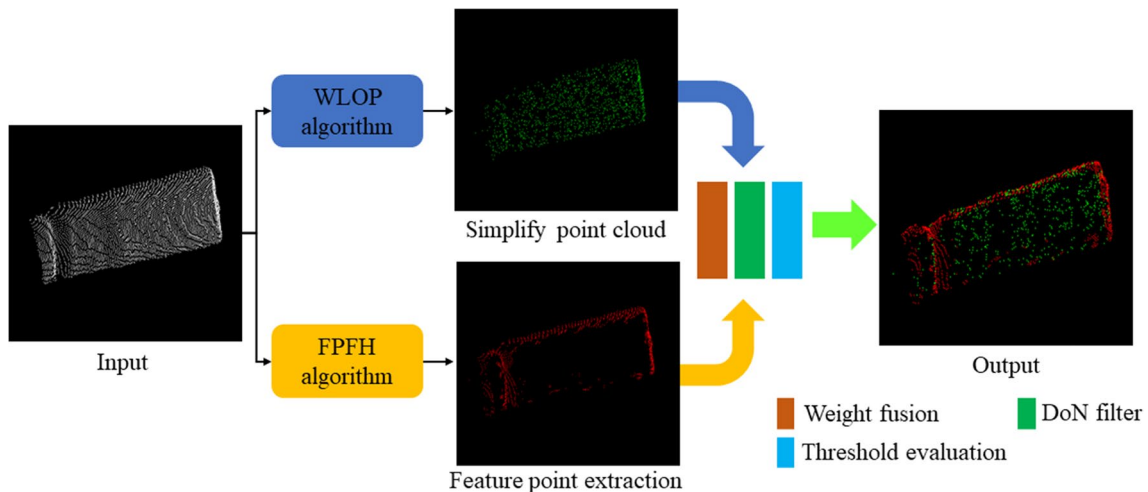 WLOP
algorithm
Simplify point cloud
Input
FPFH
algorithm
Feature point extraction
Output
Weight fusion
DoN filter
Threshold evaluation